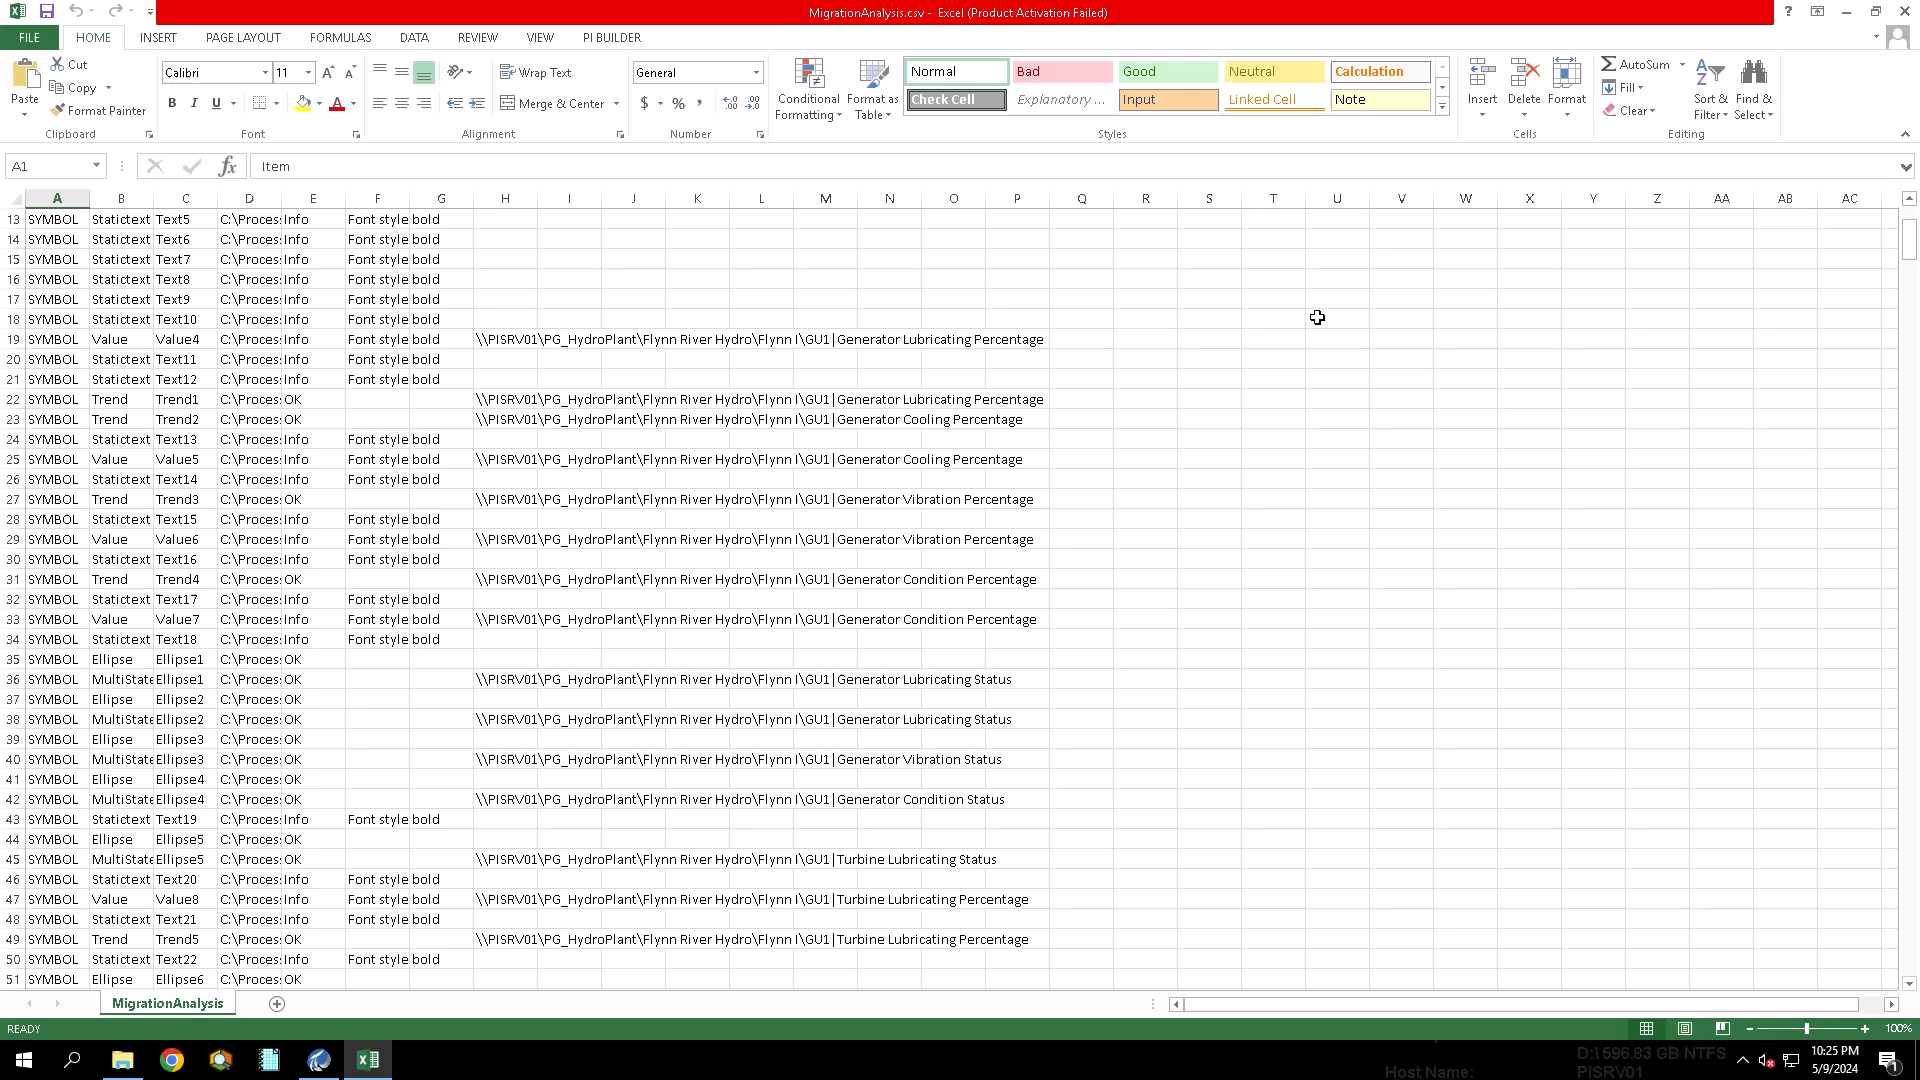 MigrationAnalysis.csv - Excel (Product Activation Failed)
FILE HOME INSERT PAGE LAYOUT FORMULAS DATA REVIEW VIEW PI BUILDER
Paste Cut Copy Format Painter Clipboard
Calibri 11 B I U Font
Wrap Text Merge & Center Alignment
General $ % Number
Conditional Formatting Format as Table
Normal Bad Good Neutral Calculation
Check Cell Explanatory ... Input Linked Cell Note
Styles
Insert Delete Format Cells
AutoSum Fill Clear Sort & Filter Find & Select Editing
A1 fx Item
A B C D E F G H I J K L M N O P Q R S T U V W X Y Z AA AB AC
13 SYMBOL Statictext Text5 C:\Proces Info Font style bold
14 SYMBOL Statictext Text6 C:\Proces Info Font style bold
15 SYMBOL Statictext Text7 C:\Proces Info Font style bold
16 SYMBOL Statictext Text8 C:\Proces Info Font style bold
17 SYMBOL Statictext Text9 C:\Proces Info Font style bold
18 SYMBOL Statictext Text10 C:\Proces Info Font style bold
19 SYMBOL Value Value4 C:\Proces Info Font style bold \\PISRV01\PG_HydroPlant\Flynn River Hydro\Flynn I\GU1|Generator Lubricating Percentage
20 SYMBOL Statictext Text11 C:\Proces Info Font style bold
21 SYMBOL Statictext Text12 C:\Proces Info Font style bold
22 SYMBOL Trend Trend1 C:\Proces OK \\PISRV01\PG_HydroPlant\Flynn River Hydro\Flynn I\GU1|Generator Lubricating Percentage
23 SYMBOL Trend Trend2 C:\Proces OK \\PISRV01\PG_HydroPlant\Flynn River Hydro\Flynn I\GU1|Generator Cooling Percentage
24 SYMBOL Statictext Text13 C:\Proces Info Font style bold
25 SYMBOL Value Value5 C:\Proces Info Font style bold \\PISRV01\PG_HydroPlant\Flynn River Hydro\Flynn I\GU1|Generator Cooling Percentage
26 SYMBOL Statictext Text14 C:\Proces Info Font style bold
27 SYMBOL Trend Trend3 C:\Proces OK \\PISRV01\PG_HydroPlant\Flynn River Hydro\Flynn I\GU1|Generator Vibration Percentage
28 SYMBOL Statictext Text15 C:\Proces Info Font style bold
29 SYMBOL Value Value6 C:\Proces Info Font style bold \\PISRV01\PG_HydroPlant\Flynn River Hydro\Flynn I\GU1|Generator Vibration Percentage
30 SYMBOL Statictext Text16 C:\Proces Info Font style bold
31 SYMBOL Trend Trend4 C:\Proces OK \\PISRV01\PG_HydroPlant\Flynn River Hydro\Flynn I\GU1|Generator Condition Percentage
32 SYMBOL Statictext Text17 C:\Proces Info Font style bold
33 SYMBOL Value Value7 C:\Proces Info Font style bold \\PISRV01\PG_HydroPlant\Flynn River Hydro\Flynn I\GU1|Generator Condition Percentage
34 SYMBOL Statictext Text18 C:\Proces Info Font style bold
35 SYMBOL Ellipse Ellipse1 C:\Proces OK
36 SYMBOL MultiState Ellipse1 C:\Proces OK \\PISRV01\PG_HydroPlant\Flynn River Hydro\Flynn I\GU1|Generator Lubricating Status
37 SYMBOL Ellipse Ellipse2 C:\Proces OK
38 SYMBOL MultiState Ellipse2 C:\Proces OK \\PISRV01\PG_HydroPlant\Flynn River Hydro\Flynn I\GU1|Generator Lubricating Status
39 SYMBOL Ellipse Ellipse3 C:\Proces OK
40 SYMBOL MultiState Ellipse3 C:\Proces OK \\PISRV01\PG_HydroPlant\Flynn River Hydro\Flynn I\GU1|Generator Vibration Status
41 SYMBOL Ellipse Ellipse4 C:\Proces OK
42 SYMBOL MultiState Ellipse4 C:\Proces OK \\PISRV01\PG_HydroPlant\Flynn River Hydro\Flynn I\GU1|Generator Condition Status
43 SYMBOL Statictext Text19 C:\Proces Info Font style bold
44 SYMBOL Ellipse Ellipse5 C:\Proces OK
45 SYMBOL MultiState Ellipse5 C:\Proces OK \\PISRV01\PG_HydroPlant\Flynn River Hydro\Flynn I\GU1|Turbine Lubricating Status
46 SYMBOL Statictext Text20 C:\Proces Info Font style bold
47 SYMBOL Value Value8 C:\Proces Info Font style bold \\PISRV01\PG_HydroPlant\Flynn River Hydro\Flynn I\GU1|Turbine Lubricating Percentage
48 SYMBOL Statictext Text21 C:\Proces Info Font style bold
49 SYMBOL Trend Trend5 C:\Proces OK \\PISRV01\PG_HydroPlant\Flynn River Hydro\Flynn I\GU1|Turbine Lubricating Percentage
50 SYMBOL Statictext Text22 C:\Proces Info Font style bold
51 SYMBOL Ellipse Ellipse6 C:\Proces OK
MigrationAnalysis
READY 100%
D:\ 596.83 GB NTFS
Host Name: PISRV01
10:25 PM
5/9/2024
1